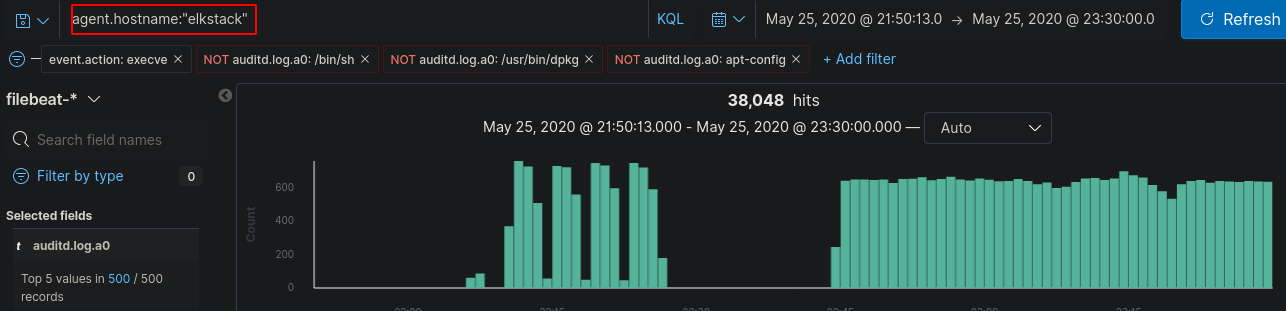 agent.hostname:"elkstack" KQL May 25, 2020 @ 21:50:13.0 → May 25, 2020 @ 23:30:00.0 Refresh
event.action: execve × NOT auditd.log.a0: /bin/sh × NOT auditd.log.a0: /usr/bin/dpkg × NOT auditd.log.a0: apt-config × + Add filter
filebeat-*
Search field names
Filter by type 0
Selected fields
t auditd.log.a0
Top 5 values in 500 / 500
records
38,048 hits
May 25, 2020 @ 21:50:13.000 - May 25, 2020 @ 23:30:00.000 — Auto
Count
600
400
200
0